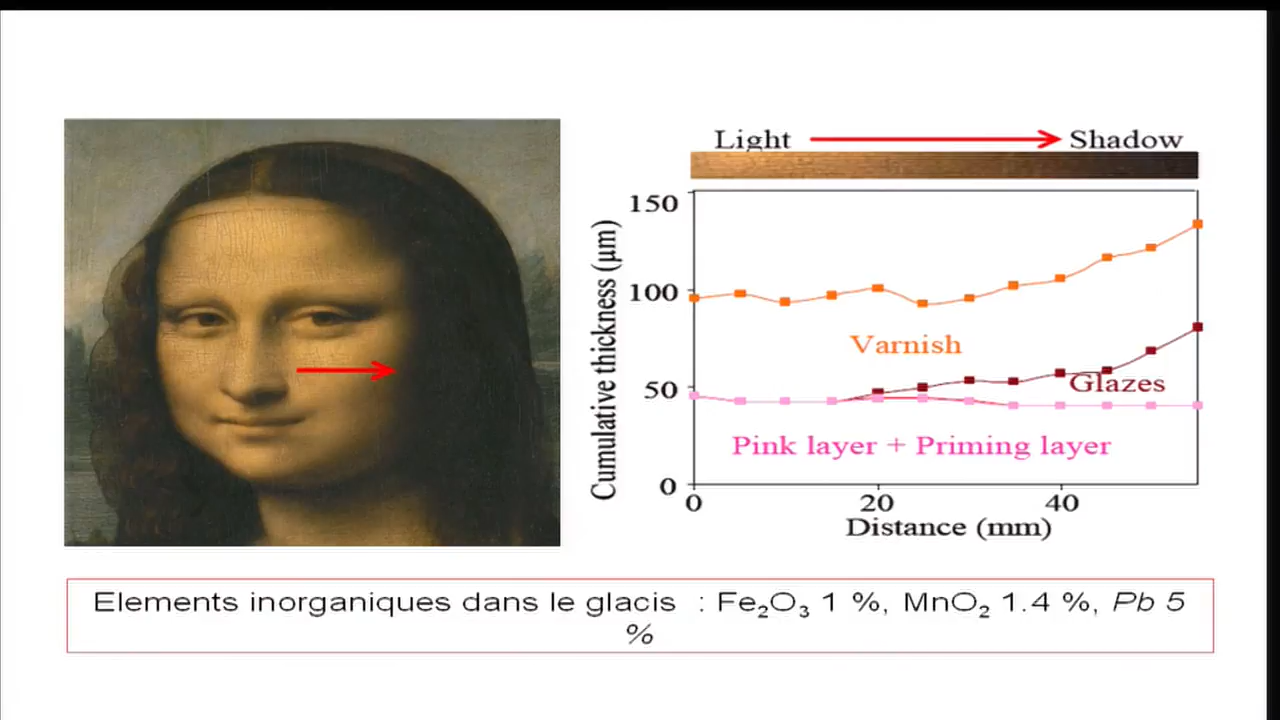 Light Shadow
150
100
50
0
Cumulative thickness (µm)
Varnish
Glazes
Pink layer + Priming layer
0 20 40
Distance (mm)
Elements inorganiques dans le glacis : Fe₂O₃ 1 %, MnO₂ 1.4 %, Pb 5
%